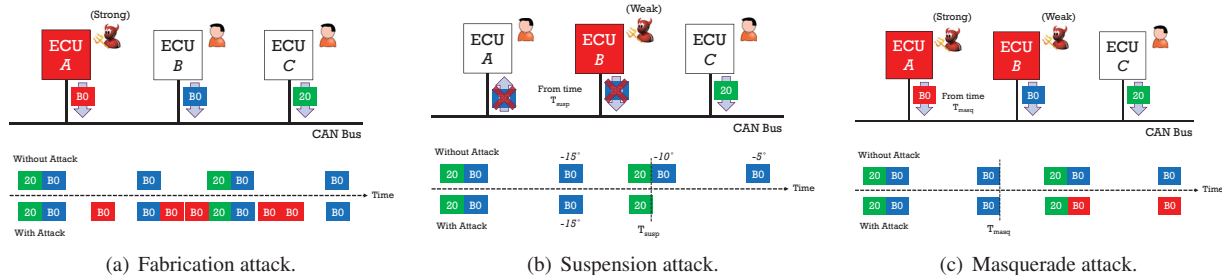 (Strong)
ECU
A
ECU
B
ECU
C
B0
B0
20
CAN Bus
Without Attack
20 B0 B0 20 B0 B0
Time
20 B0 B0 B0 B0 B0 20 B0 B0 B0 B0
With Attack
(a) Fabrication attack.
(Weak)
ECU
A
ECU
B
ECU
C
From time
T_susp
20
CAN Bus
Without Attack
-15° -10° -5°
20 B0 B0 20 B0 B0
Time
20 B0 B0 20
With Attack
-15°
T_susp
(b) Suspension attack.
(Strong)
(Weak)
ECU
A
ECU
B
ECU
C
B0
From time
T_masq
B0
20
CAN Bus
Without Attack
20 B0 B0 20 B0 B0
Time
20 B0 B0 20 B0 B0
With Attack
T_masq
(c) Masquerade attack.